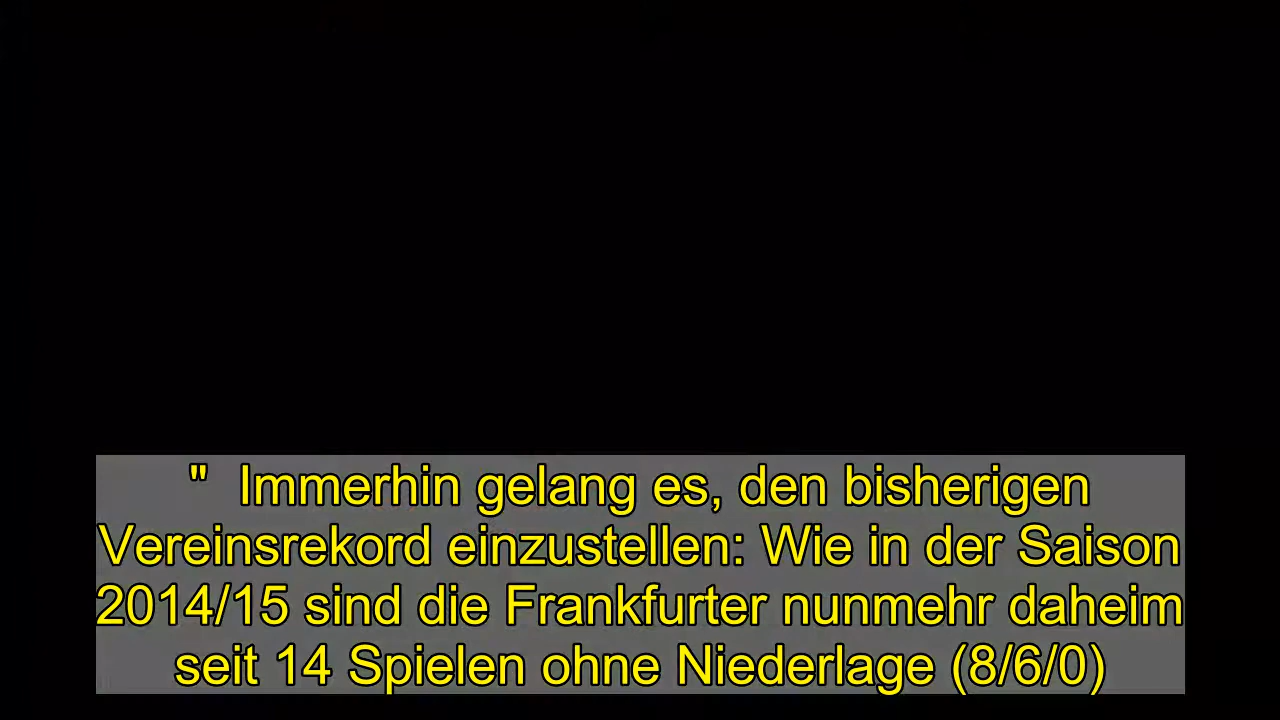 "  Immerhin gelang es, den bisherigen
Vereinsrekord einzustellen: Wie in der Saison
2014/15 sind die Frankfurter nunmehr daheim
seit 14 Spielen ohne Niederlage (8/6/0)